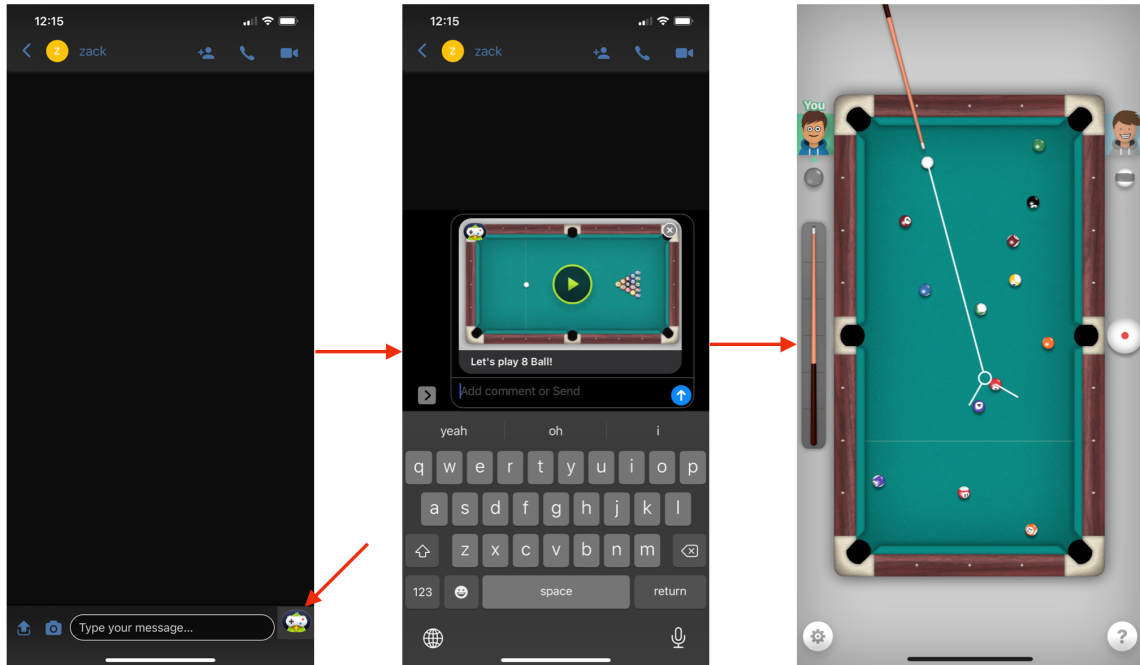 12:15
Z zack
Type your message...
12:15
Z zack
Let's play 8 Ball!
Add comment or Send
yeah oh i
q w e r t y u i o p
a s d f g h j k l
z x c v b n m
123 space return
You
?